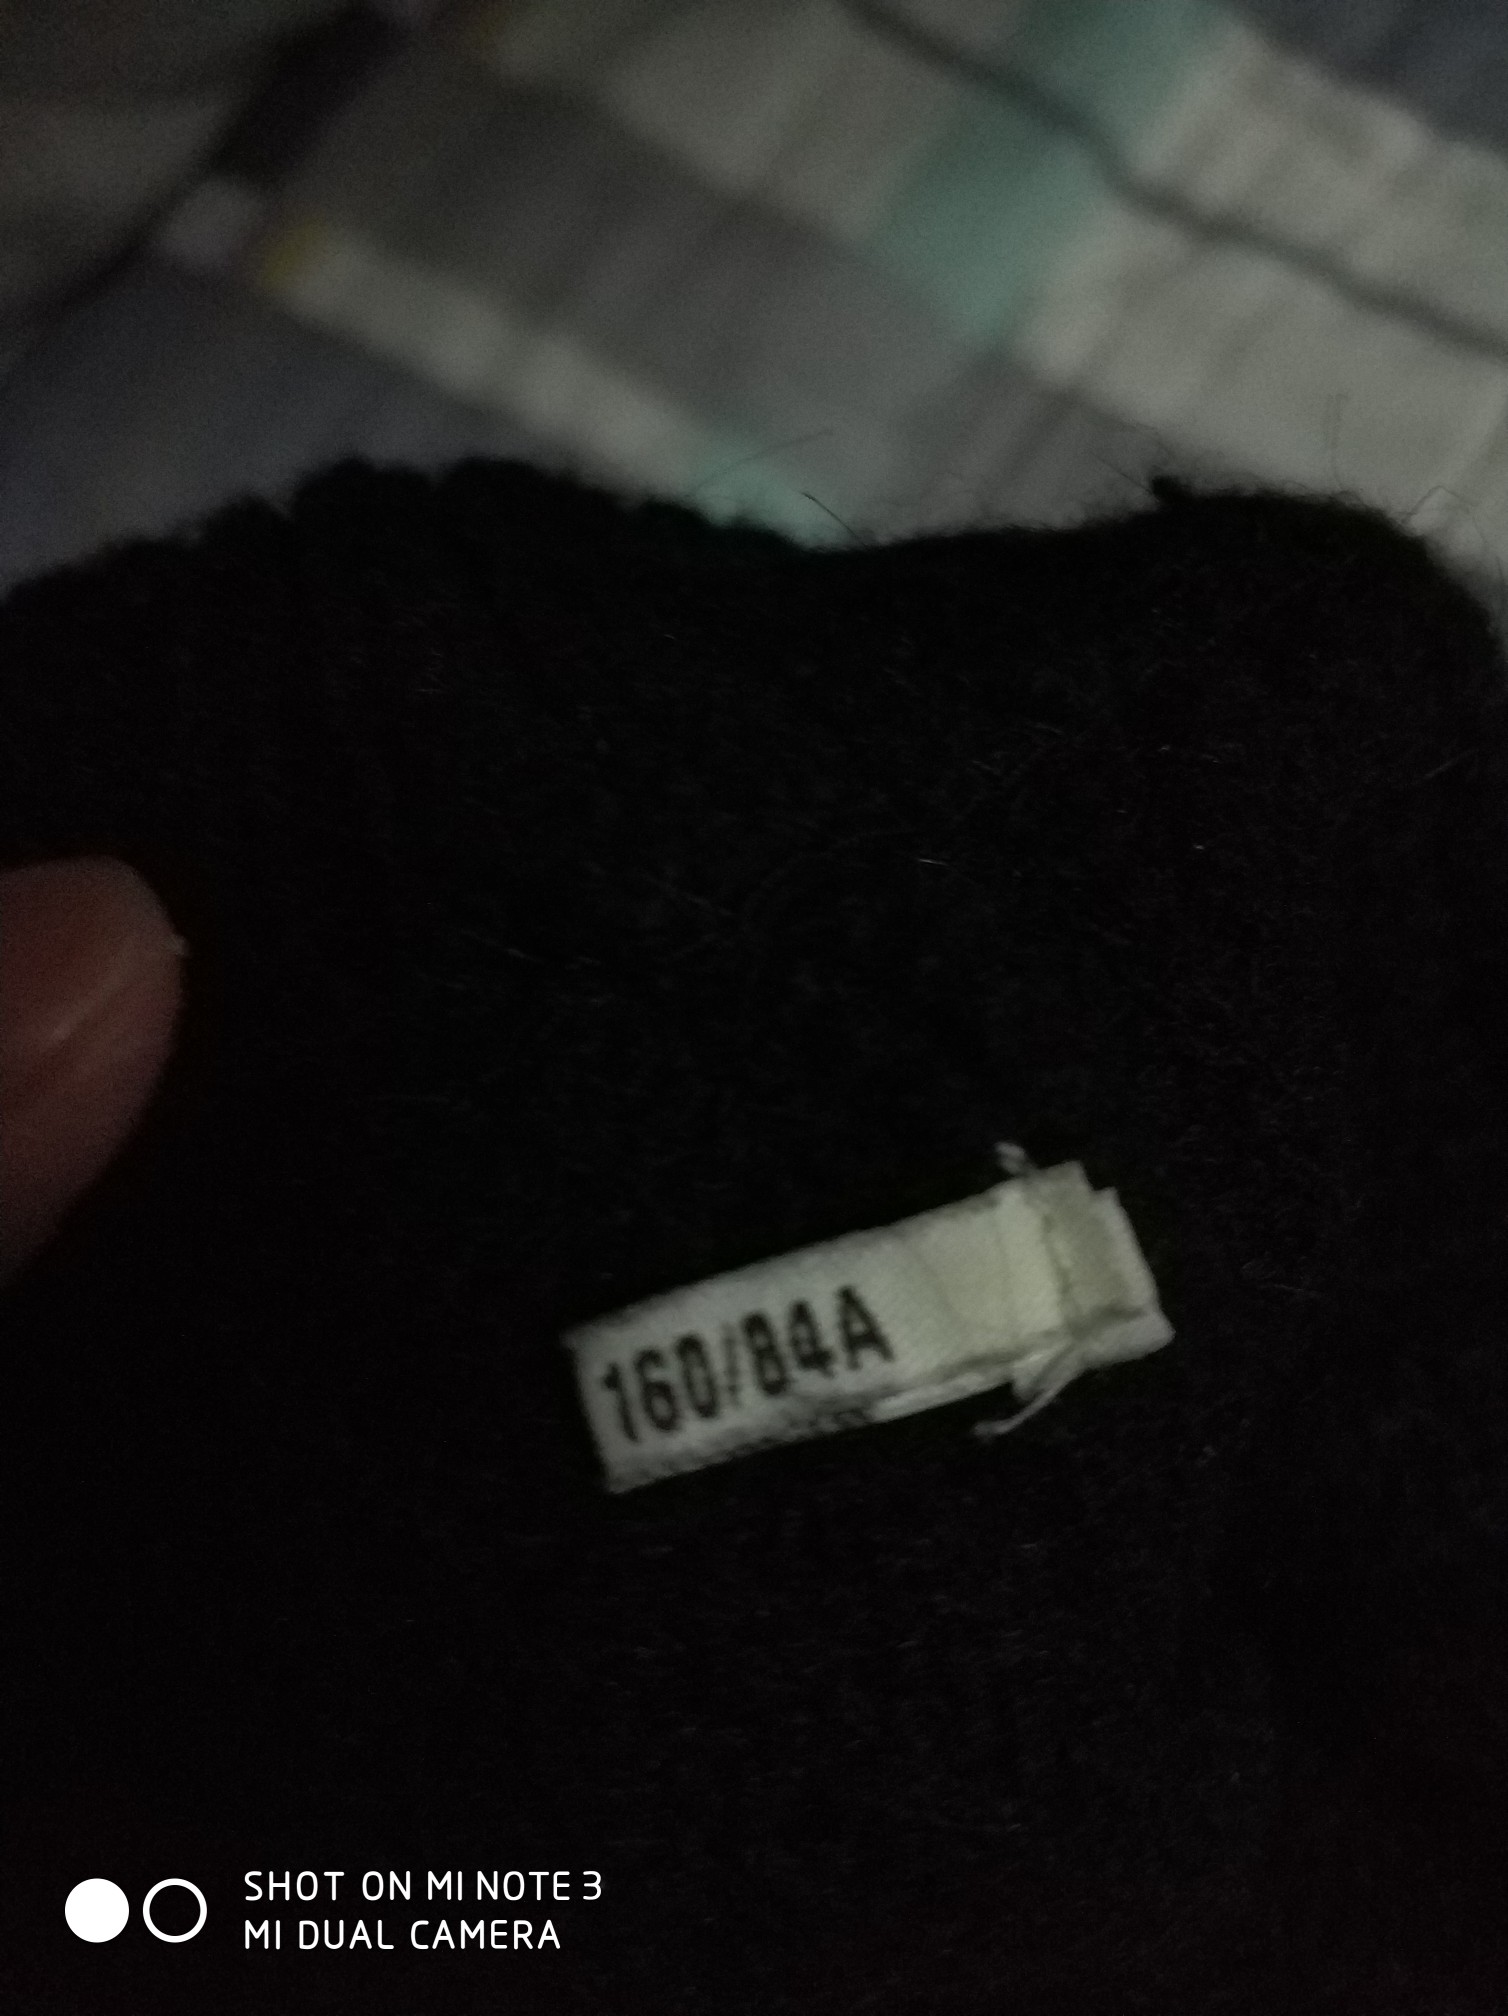 160/84A
SHOT ON MI NOTE 3
MI DUAL CAMERA